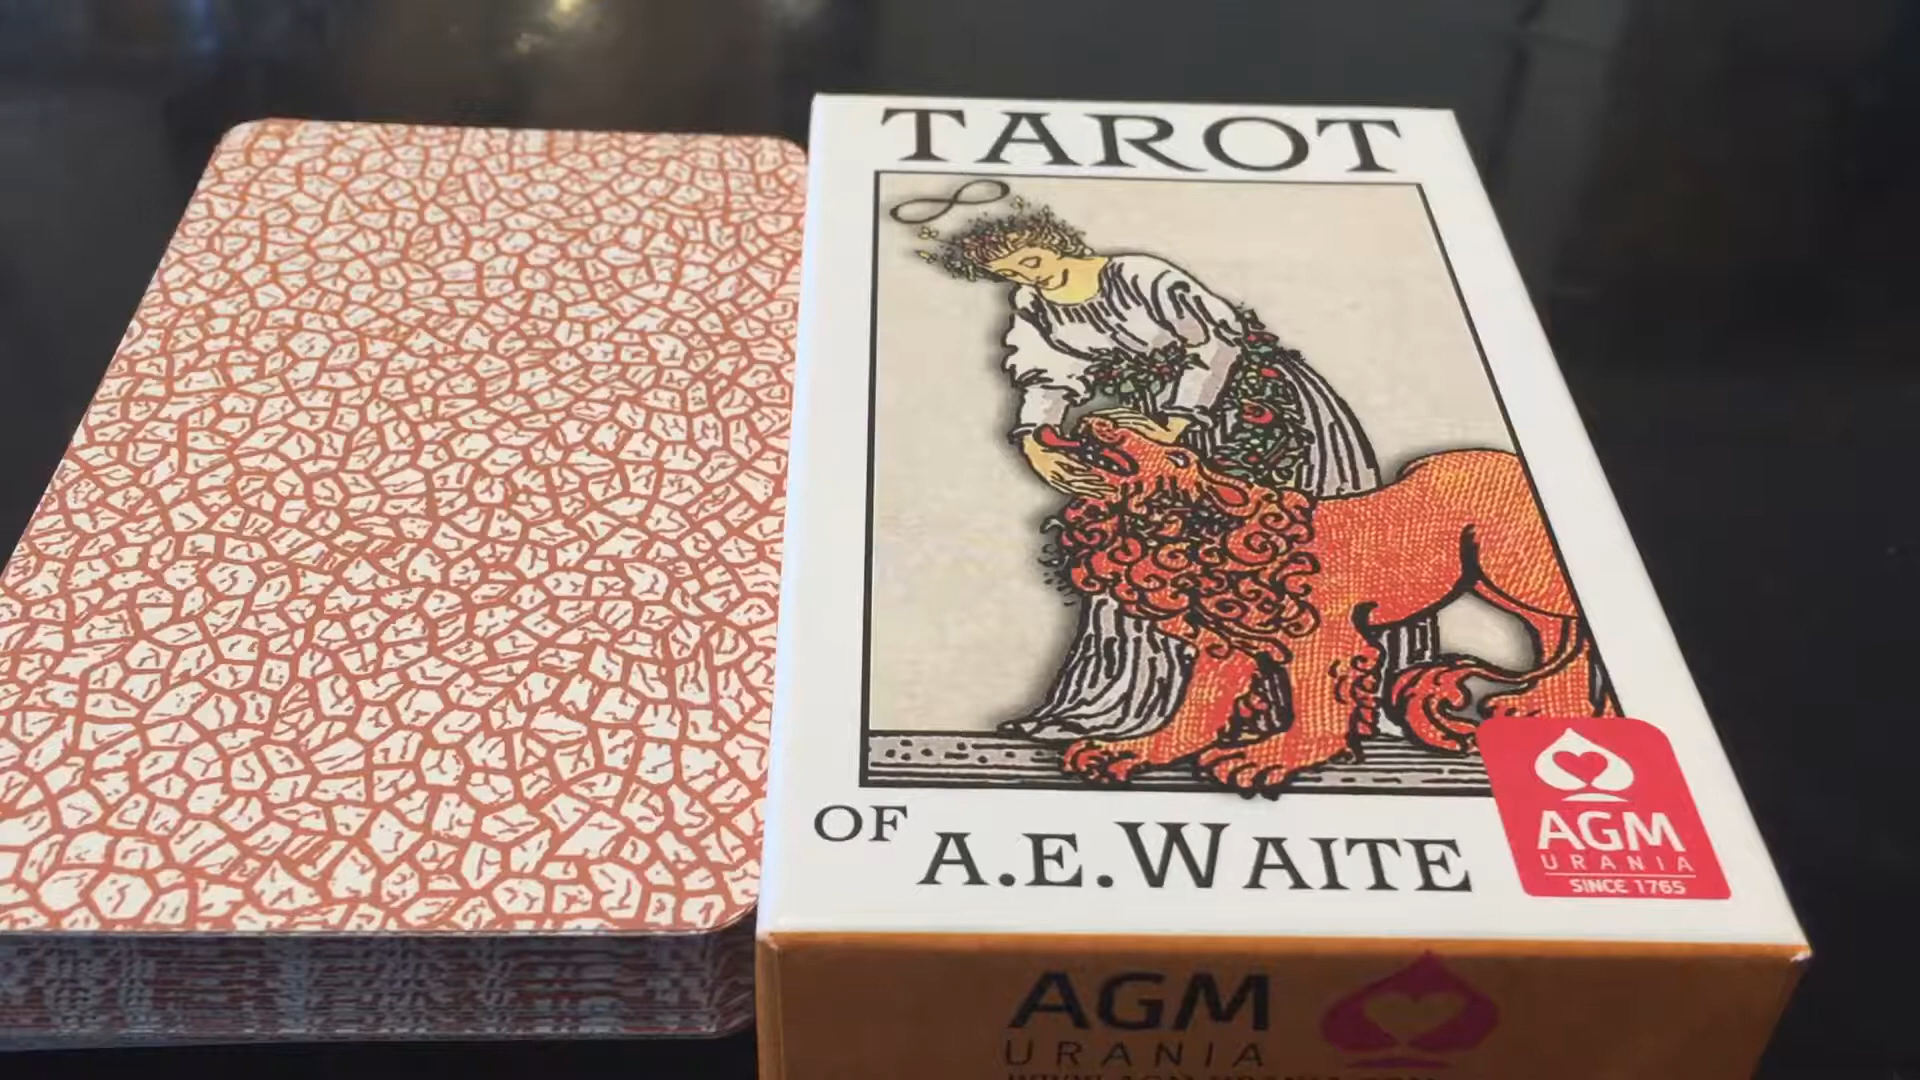 TAROT
OF A.E. WAITE
AGM
URANIA
SINCE 1765
AGM
URANIA